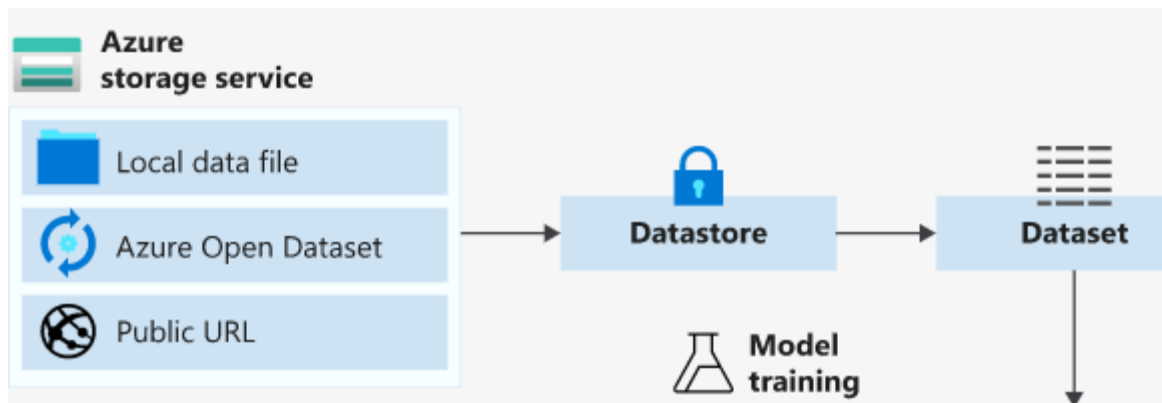 Azure
storage service
Local data file
Azure Open Dataset
Public URL
Datastore
Dataset
Model
training